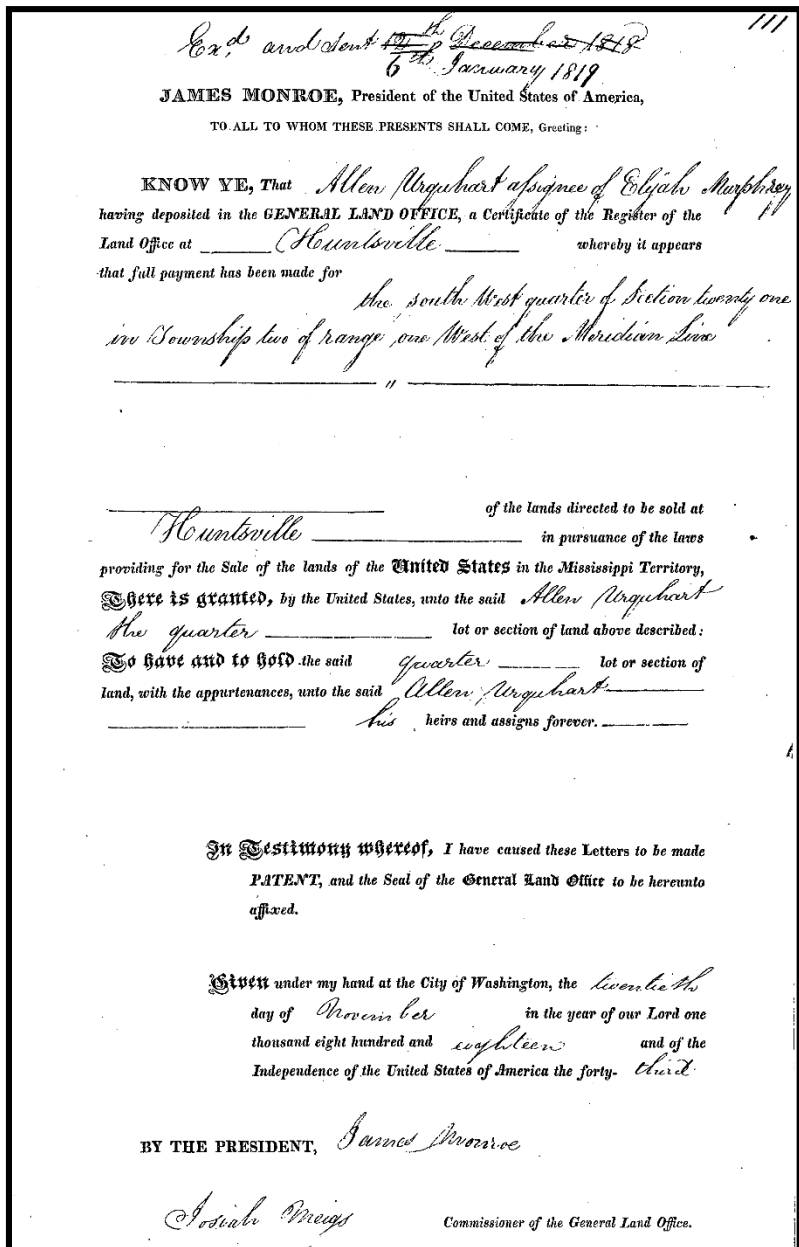 111
Exd. and sent 12th December 1818
6th January 1819
JAMES MONROE, President of the United States of America,
TO ALL TO WHOM THESE PRESENTS SHALL COME, Greeting:
KNOW YE, That Allen Urquhart assignee of Elijah Murphrey
having deposited in the GENERAL LAND OFFICE, a Certificate of the Register of the
Land Office at Huntsville whereby it appears
that full payment has been made for
the south West quarter of Section twenty one
in Township two of range one West of the Meridian Line
"
of the lands directed to be sold at
Huntsville in pursuance of the laws
providing for the Sale of the lands of the United States in the Mississippi Territory,
There is granted, by the United States, unto the said Allen Urquhart
the quarter lot or section of land above described:
To have and to hold the said quarter lot or section of
land, with the appurtenances, unto the said Allen Urquhart
his heirs and assigns forever.
In Testimony whereof, I have caused these Letters to be made
PATENT, and the Seal of the General Land Office to be hereunto
affixed.
Given under my hand at the City of Washington, the twentieth
day of November in the year of our Lord one
thousand eight hundred and eighteen and of the
Independence of the United States of America the forty-third
BY THE PRESIDENT, James Monroe
Josiah Meigs Commissioner of the General Land Office.